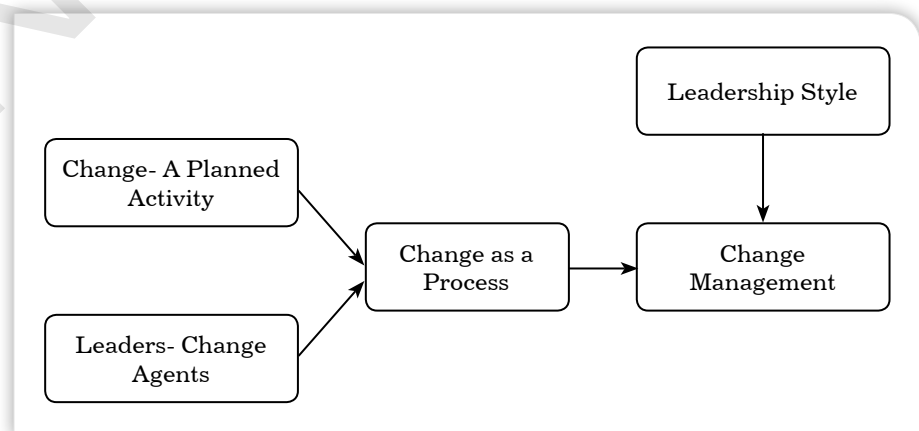 Leadership Style
Change- A Planned
Activity
Change as a
Process
Change
Management
Leaders- Change
Agents